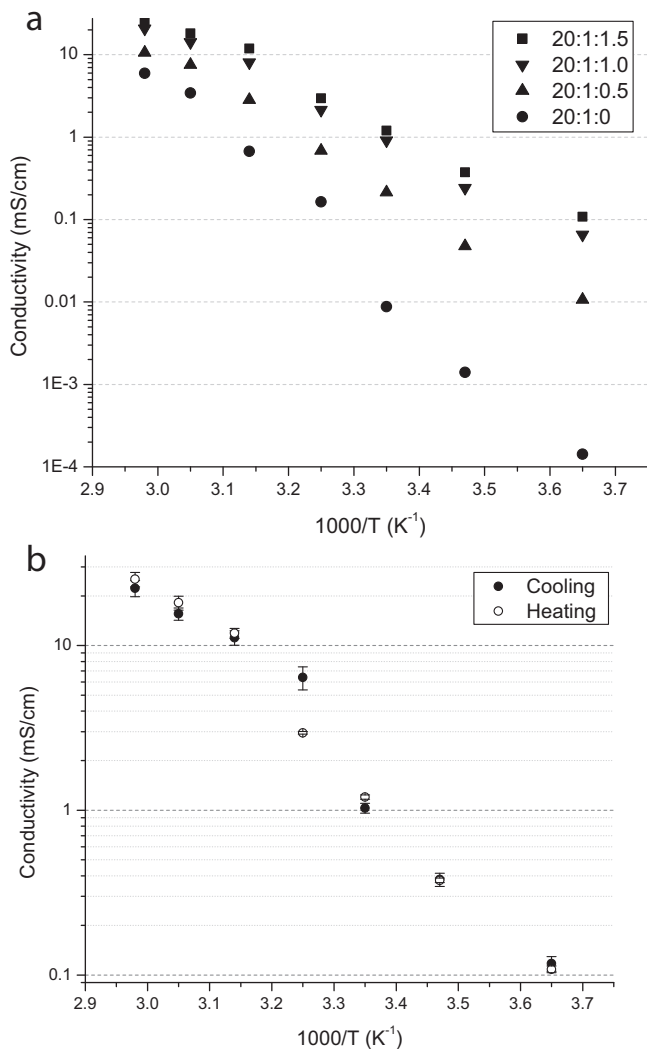 a
20:1:1.5
20:1:1.0
20:1:0.5
20:1:0
Conductivity (mS/cm)
10
1
0.1
0.01
1E-3
1E-4
2.9 3.0 3.1 3.2 3.3 3.4 3.5 3.6 3.7
1000/T (K⁻¹)
b
Cooling
Heating
Conductivity (mS/cm)
10
1
0.1
2.9 3.0 3.1 3.2 3.3 3.4 3.5 3.6 3.7
1000/T (K⁻¹)